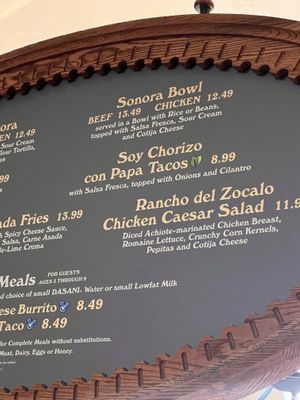 Sonora Bowl
BEEF 13.49 CHICKEN 12.49
served in a Bowl with Rice or Beans,
topped with Salsa Fresca, Sour Cream
and Cotija Cheese
ora
EN 12.49
Sour Cream
lour Tortilla,
Soy Chorizo
con Papa Tacos 8.99
with Salsa Fresca, topped with Onions and Cilantro
ada Fries 13.99
Spicy Cheese Sauce,
Salsa, Carne Asada
le-Lime Crema
Rancho del Zocalo
Chicken Caesar Salad 11.
Diced Achiote-marinated Chicken Breast,
Romaine Lettuce, Crunchy Corn Kernels,
Pepitas and Cotija Cheese
Meals FOR GUESTS
AGES 3 THROUGH 9
d choice of small DASANI® Water or small Lowfat Milk
ese Burrito 8.49
Taco 8.49
for Complete Meals without substitutions.
Meat, Dairy, Eggs or Honey.